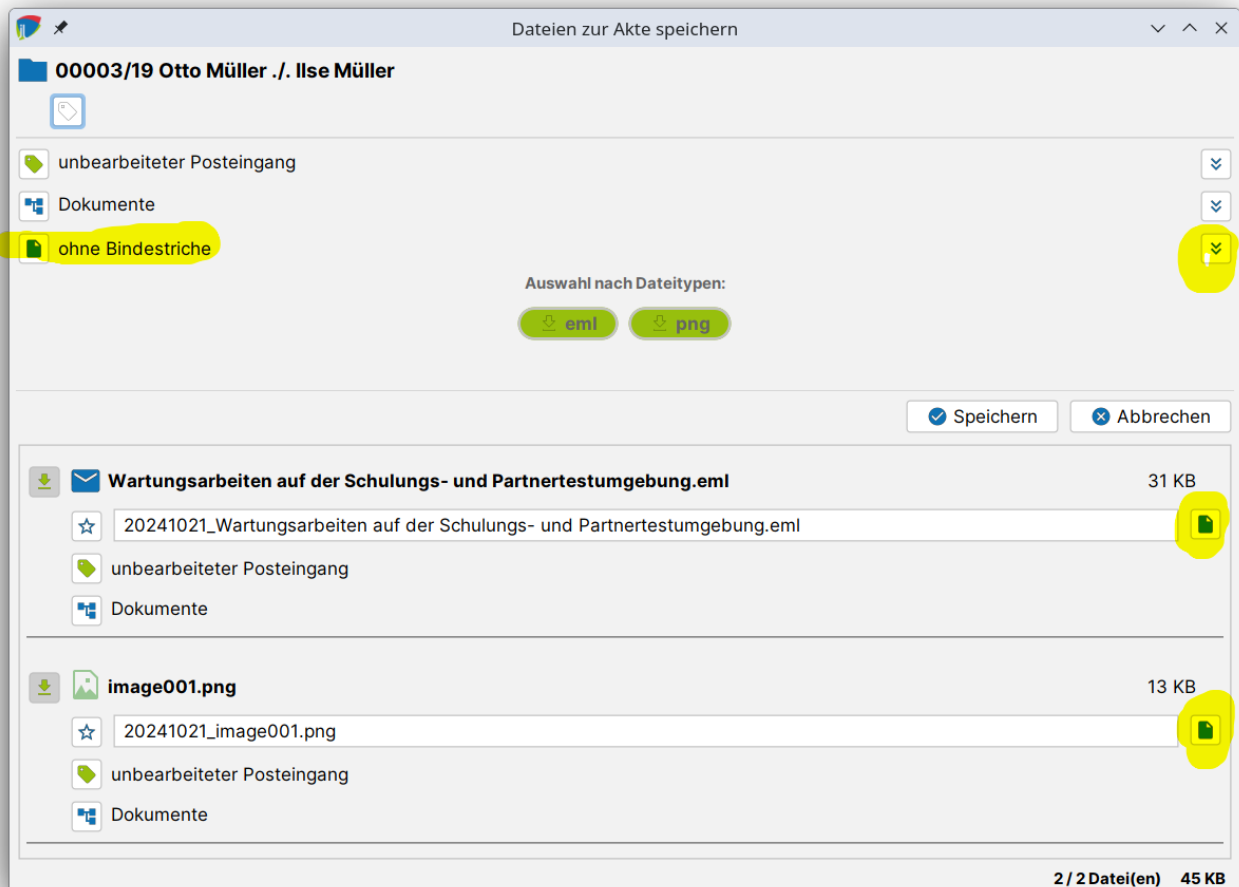 Dateien zur Akte speichern
00003/19 Otto Müller ./. Ilse Müller
unbearbeiteter Posteingang
Dokumente
ohne Bindestriche
Auswahl nach Dateitypen:
eml png
Speichern Abbrechen
Wartungsarbeiten auf der Schulungs- und Partnertestumgebung.eml 31 KB
20241021_Wartungsarbeiten auf der Schulungs- und Partnertestumgebung.eml
unbearbeiteter Posteingang
Dokumente
image001.png 13 KB
20241021_image001.png
unbearbeiteter Posteingang
Dokumente
2 / 2 Datei(en) 45 KB